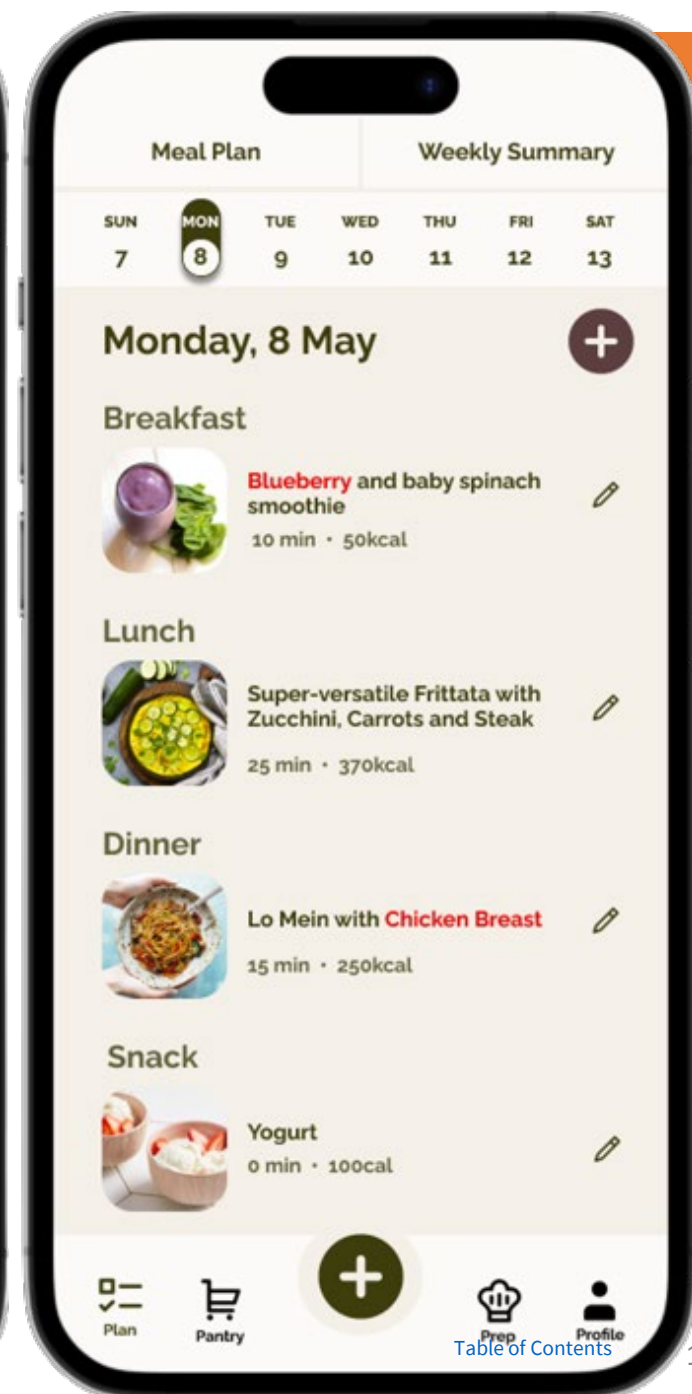 Meal Plan Weekly Summary
SUN MON TUE WED THU FRI SAT
7 8 9 10 11 12 13
Monday, 8 May
Breakfast
Blueberry and baby spinach
smoothie
10 min • 50kcal
Lunch
Super-versatile Frittata with
Zucchini, Carrots and Steak
25 min • 370kcal
Dinner
Lo Mein with Chicken Breast
15 min • 250kcal
Snack
Yogurt
0 min • 100cal
Plan Pantry Prep Profile
Table of Contents